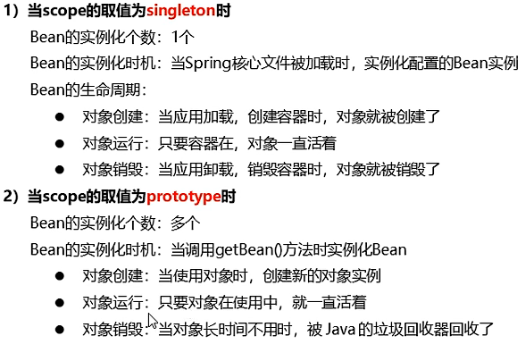 1）当scope的取值为singleton时
Bean的实例化个数：1个
Bean的实例化时机：当Spring核心文件被加载时，实例化配置的Bean实例
Bean的生命周期：
● 对象创建：当应用加载，创建容器时，对象就被创建了
● 对象运行：只要容器在，对象一直活着
● 对象销毁：当应用卸载，销毁容器时，对象就被销毁了
2）当scope的取值为prototype时
Bean的实例化个数：多个
Bean的实例化时机：当调用getBean()方法时实例化Bean
● 对象创建：当使用对象时，创建新的对象实例
● 对象运行：只要对象在使用中，就一直活着
● 对象销毁：当对象长时间不用时，被 Java 的垃圾回收器回收了